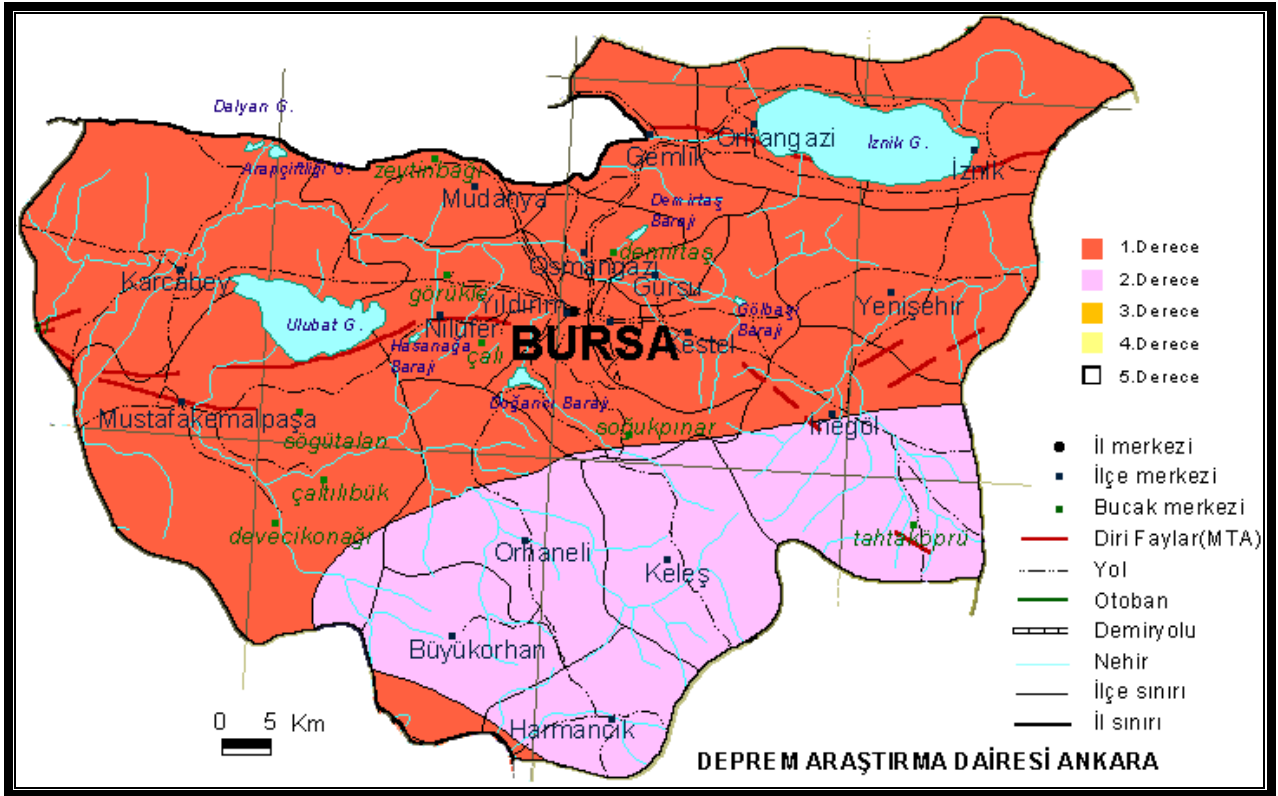 Dalyan G.
Arapçiftliği G.
zeytinbağı
Mudanya
Gemlik
Orhangazi
İznik G.
İznik
Demirtaş
Barajı
demirtaş
Osmangazi
Gürsu
Karcabey
görükle
Yıldırım
Ulubat G.
Nilüfer
Hasanağa
Barajı
çalı
BURSA
Kestel
Gölbaşı
Barajı
Yenişehir
Doğancı Barajı
Mustafakemalpaşa
söğütalan
soğukpınar
İnegöl
çaltılıbük
devecikonağı
tahtaköprü
Orhaneli
Keleş
Büyükorhan
Harmancık
1.Derece
2.Derece
3.Derece
4.Derece
5.Derece
İl merkezi
İlçe merkezi
Bucak merkezi
Diri Faylar(MTA)
Yol
Otoban
Demiryolu
Nehir
İlçe sınırı
İl sınırı
0 5 Km
DEPREM ARAŞTIRMA DAİRESİ ANKARA